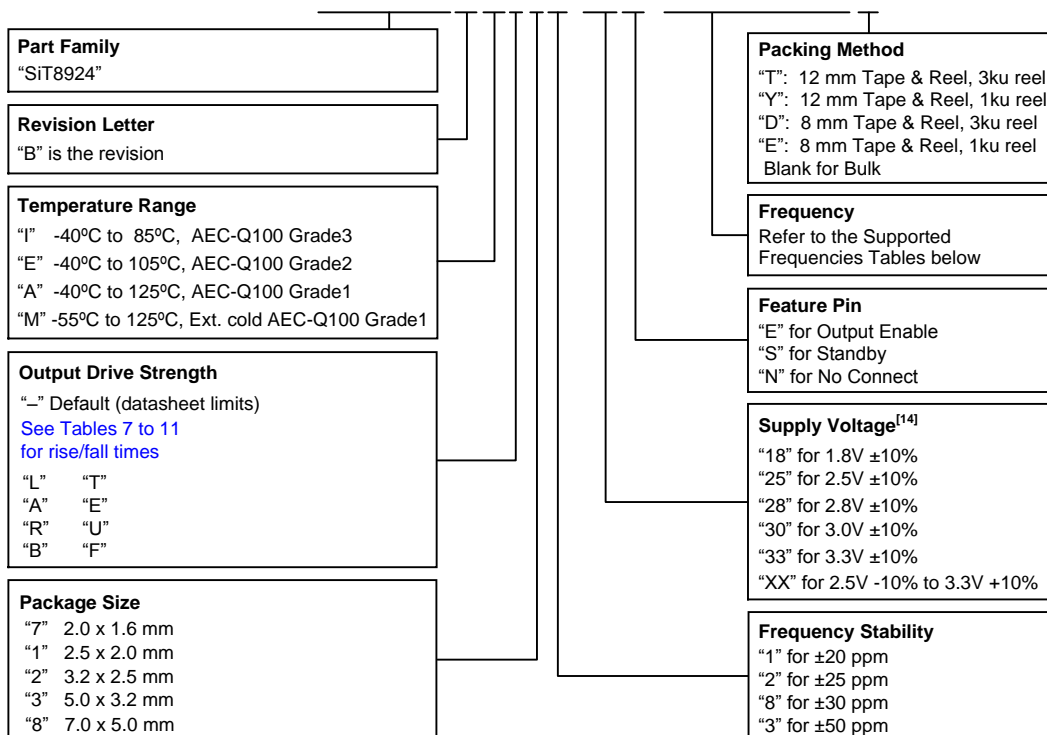 Part Family
“SiT8924”
Revision Letter
“B” is the revision
Temperature Range
“I” -40ºC to 85ºC, AEC-Q100 Grade3
“E” -40ºC to 105ºC, AEC-Q100 Grade2
“A” -40ºC to 125ºC, AEC-Q100 Grade1
“M” -55ºC to 125ºC, Ext. cold AEC-Q100 Grade1
Output Drive Strength
“–” Default (datasheet limits)
See Tables 7 to 11
for rise/fall times
“L” “T”
“A” “E”
“R” “U”
“B” “F”
Package Size
“7” 2.0 x 1.6 mm
“1” 2.5 x 2.0 mm
“2” 3.2 x 2.5 mm
“3” 5.0 x 3.2 mm
“8” 7.0 x 5.0 mm
Packing Method
“T”: 12 mm Tape & Reel, 3ku reel
“Y”: 12 mm Tape & Reel, 1ku reel
“D”: 8 mm Tape & Reel, 3ku reel
“E”: 8 mm Tape & Reel, 1ku reel
Blank for Bulk
Frequency
Refer to the Supported
Frequencies Tables below
Feature Pin
“E” for Output Enable
“S” for Standby
“N” for No Connect
Supply Voltage[14]
“18” for 1.8V ±10%
“25” for 2.5V ±10%
“28” for 2.8V ±10%
“30” for 3.0V ±10%
“33” for 3.3V ±10%
“XX” for 2.5V -10% to 3.3V +10%
Frequency Stability
“1” for ±20 ppm
“2” for ±25 ppm
“8” for ±30 ppm
“3” for ±50 ppm